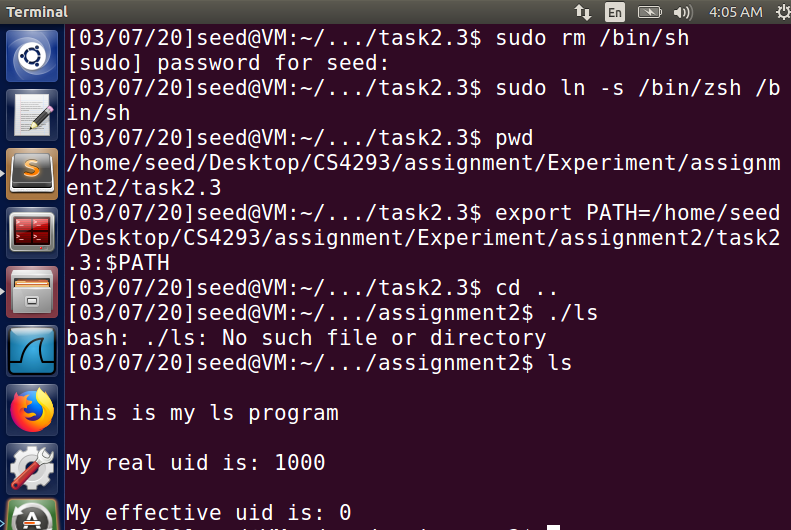 Terminal
En
4:05 AM
[03/07/20]seed@VM:~/.../task2.3$ sudo rm /bin/sh
[sudo] password for seed:
[03/07/20]seed@VM:~/.../task2.3$ sudo ln -s /bin/zsh /b
in/sh
[03/07/20]seed@VM:~/.../task2.3$ pwd
/home/seed/Desktop/CS4293/assignment/Experiment/assignm
ent2/task2.3
[03/07/20]seed@VM:~/.../task2.3$ export PATH=/home/seed
/Desktop/CS4293/assignment/Experiment/assignment2/task2
.3:$PATH
[03/07/20]seed@VM:~/.../task2.3$ cd ..
[03/07/20]seed@VM:~/.../assignment2$ ./ls
bash: ./ls: No such file or directory
[03/07/20]seed@VM:~/.../assignment2$ ls
This is my ls program
My real uid is: 1000
My effective uid is: 0